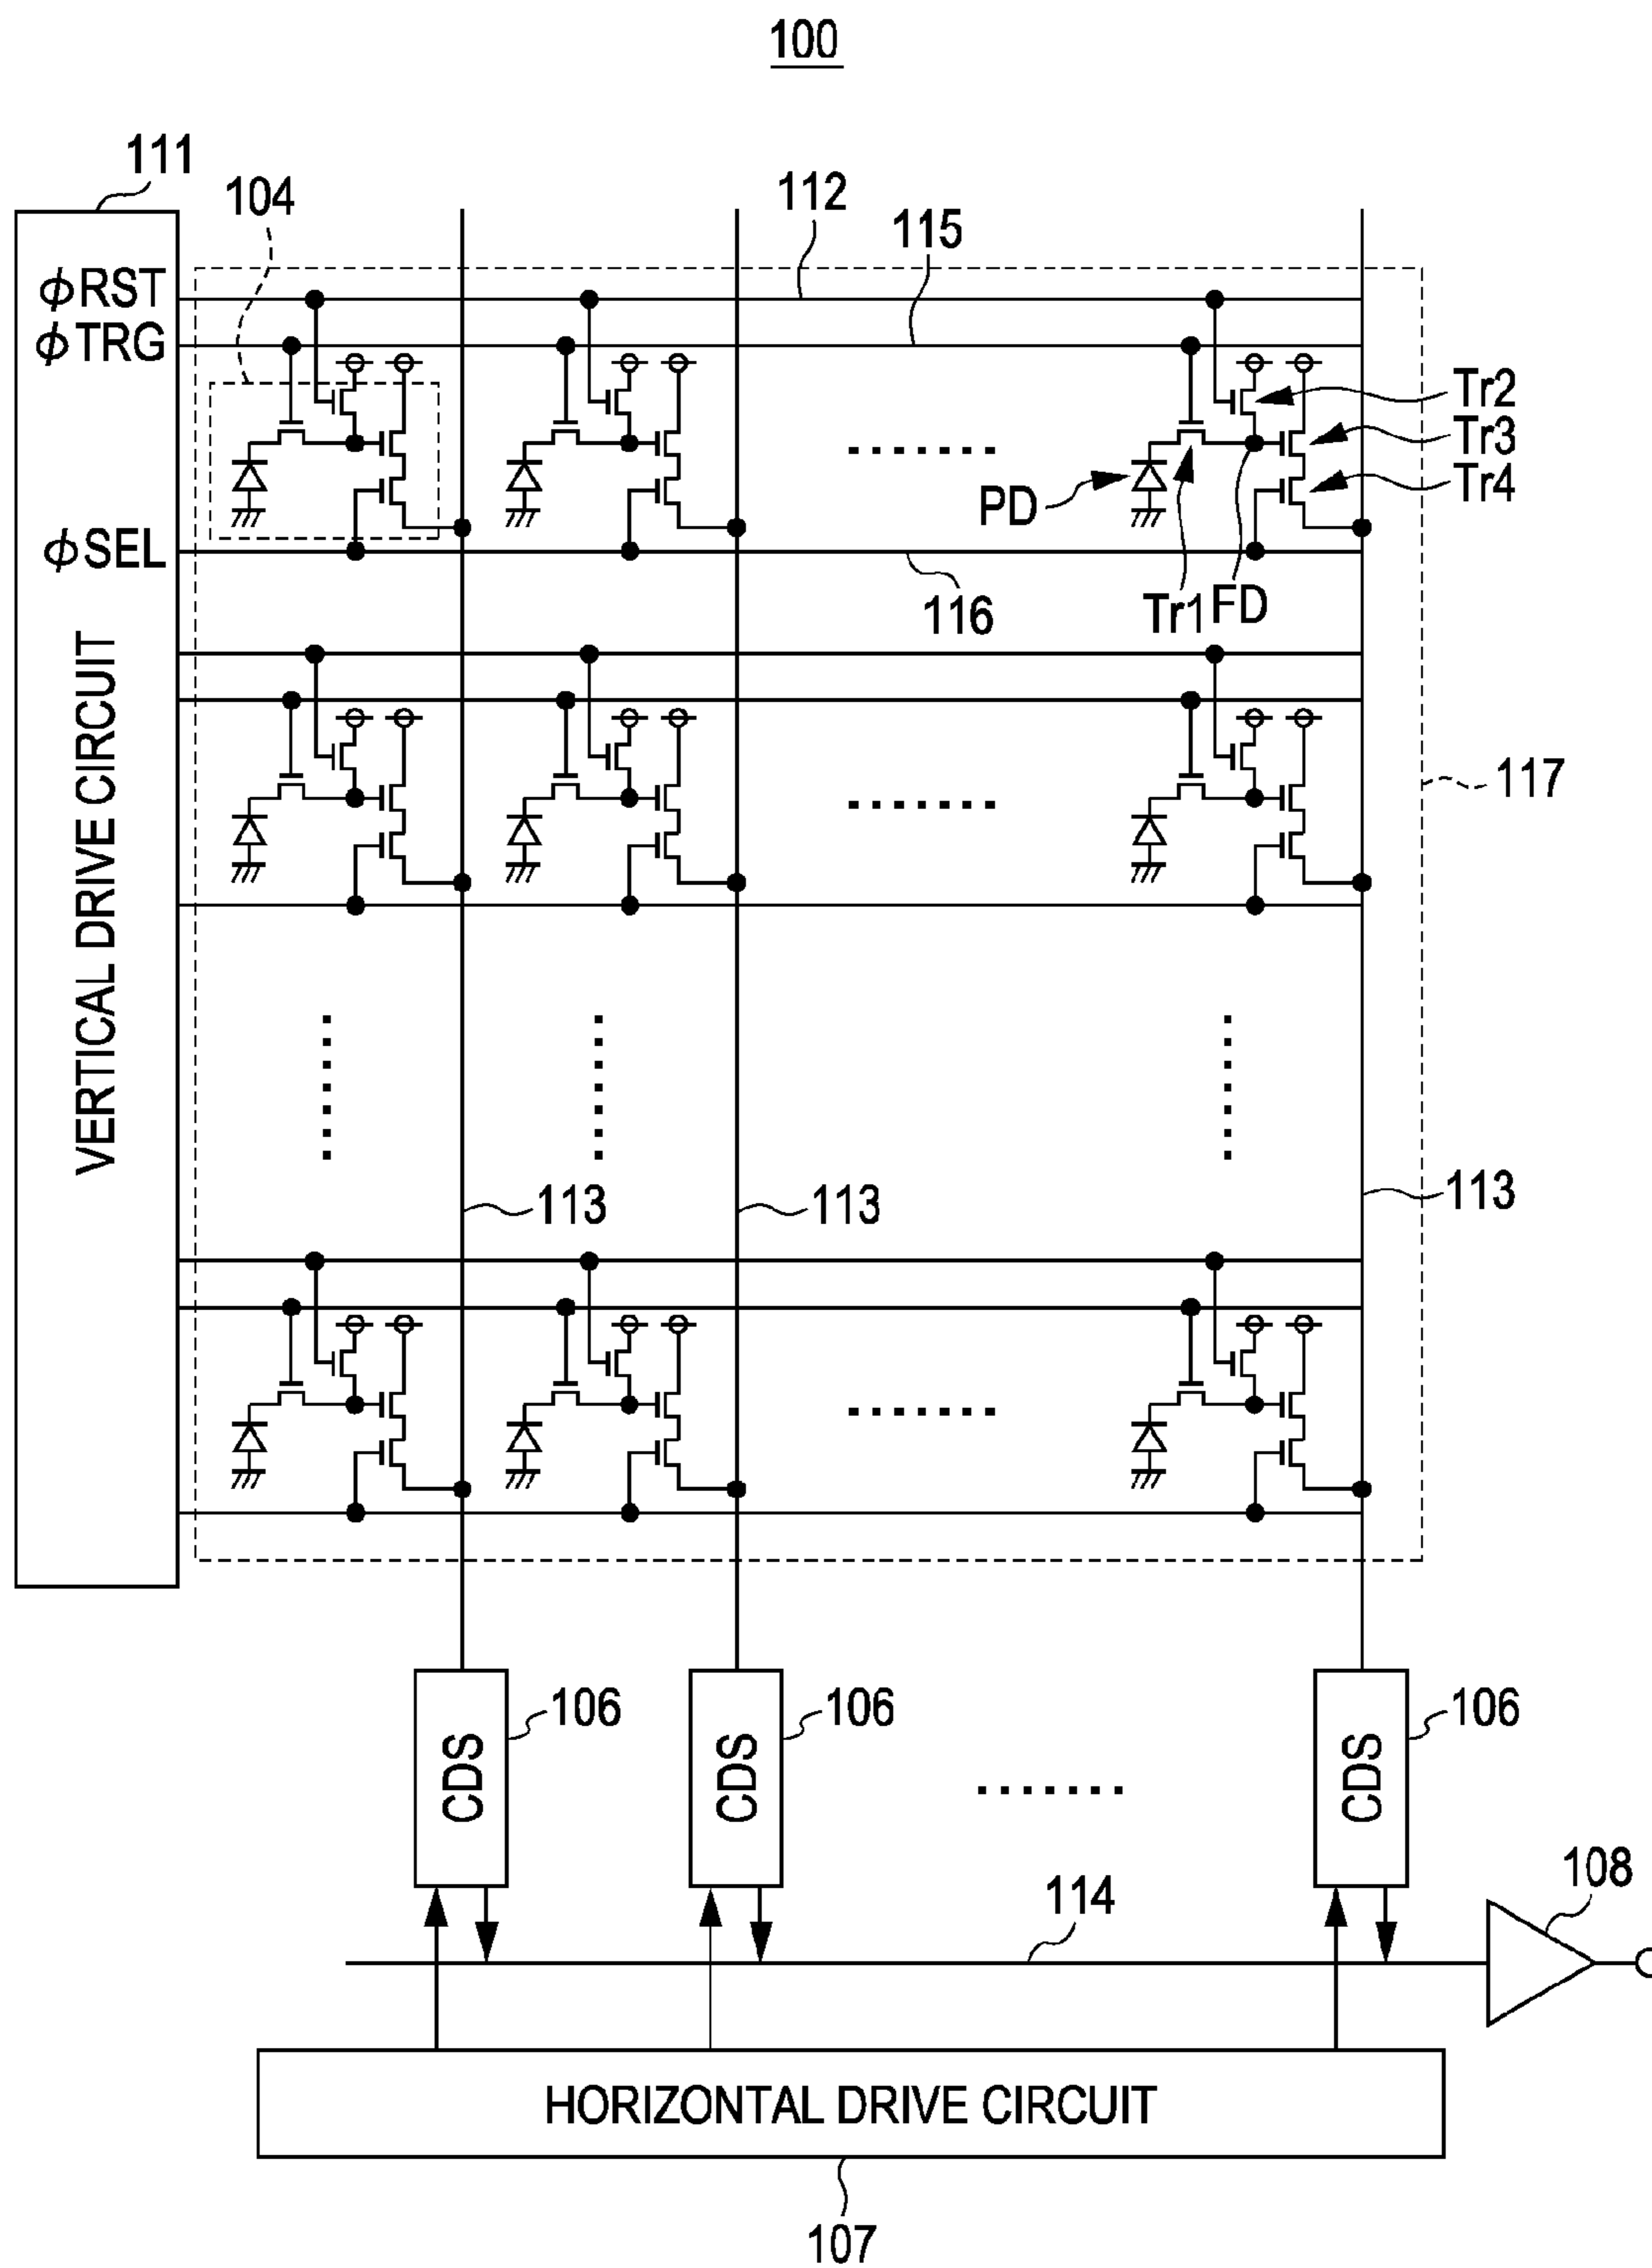 100
111
104
112
115
ϕRST
ϕTRG
Tr2
Tr3
Tr4
PD
ϕSEL
116
Tr1
FD
VERTICAL DRIVE CIRCUIT
117
113
113
113
106
106
106
CDS
CDS
CDS
114
108
HORIZONTAL DRIVE CIRCUIT
107